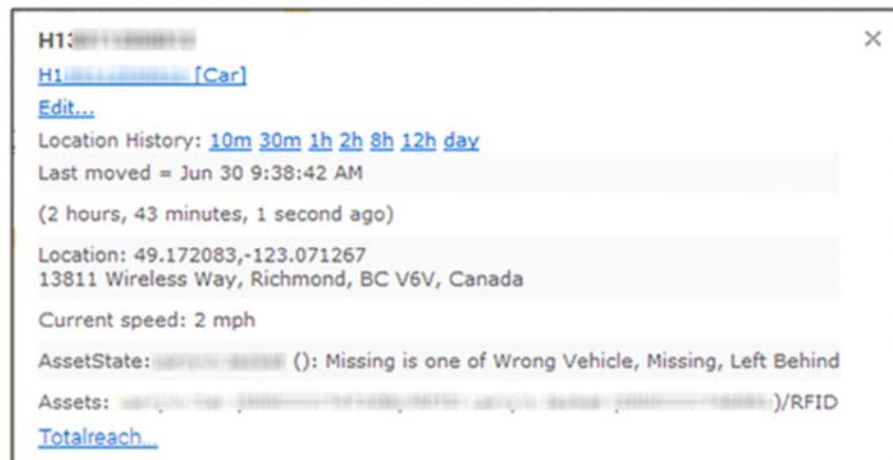 H1
H1 [Car]
Edit...
Location History: 10m 30m 1h 2h 8h 12h day
Last moved = Jun 30 9:38:42 AM
(2 hours, 43 minutes, 1 second ago)
Location: 49.172083,-123.071267
13811 Wireless Way, Richmond, BC V6V, Canada
Current speed: 2 mph
AssetState: (): Missing is one of Wrong Vehicle, Missing, Left Behind
Assets: )/RFID
Totalreach...